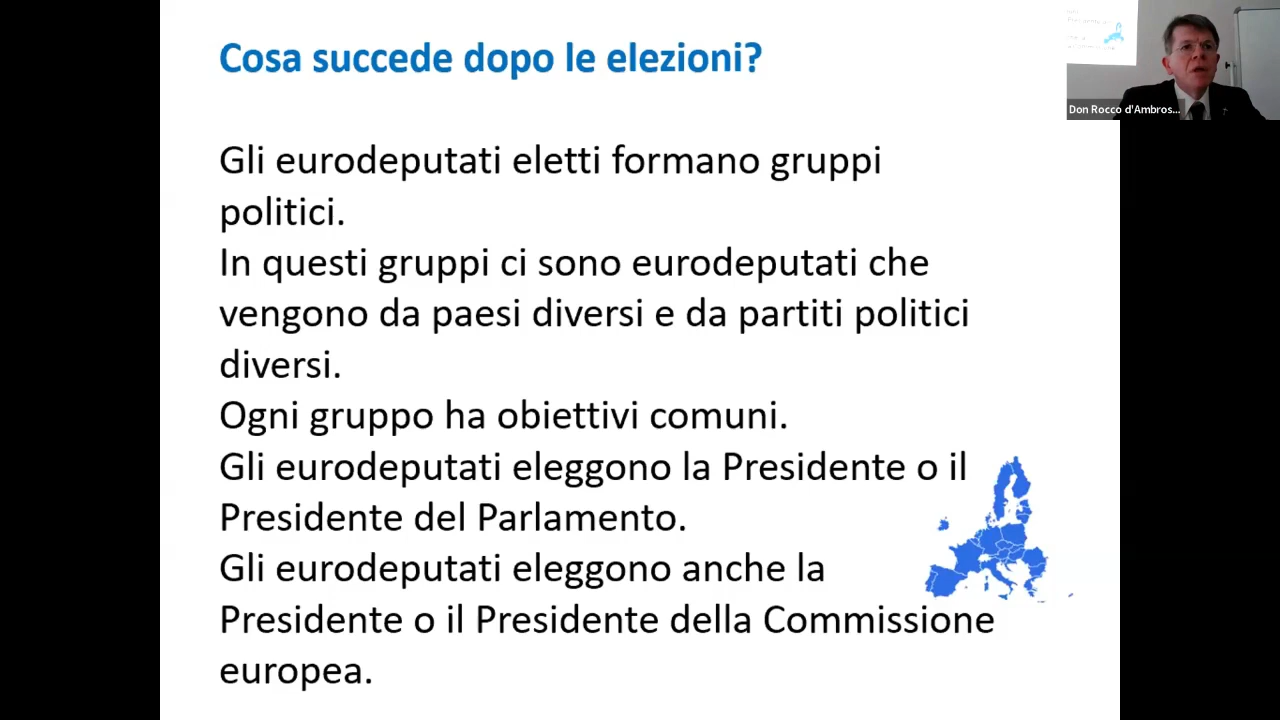 Cosa succede dopo le elezioni?
Gli eurodeputati eletti formano gruppi
politici.
In questi gruppi ci sono eurodeputati che
vengono da paesi diversi e da partiti politici
diversi.
Ogni gruppo ha obiettivi comuni.
Gli eurodeputati eleggono la Presidente o il
Presidente del Parlamento.
Gli eurodeputati eleggono anche la
Presidente o il Presidente della Commissione
europea.
Don Rocco d'Ambros...